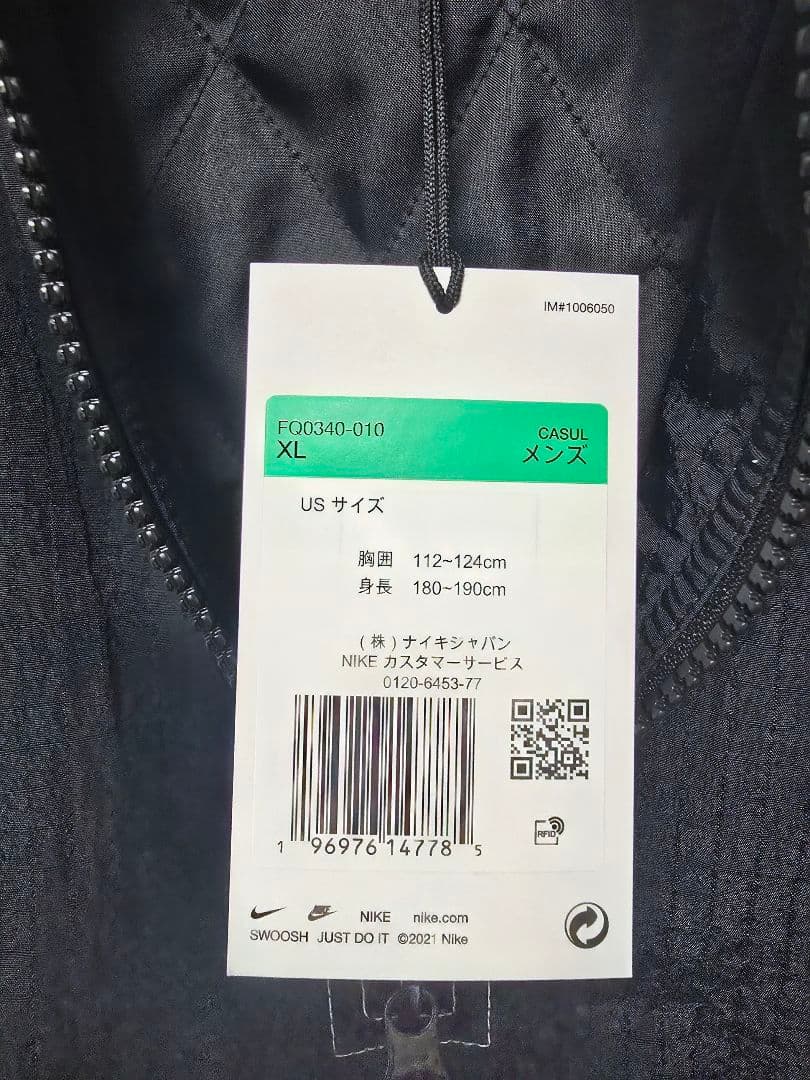 IM#1006050
FQ0340-010
XL
CASUL
メンズ
US サイズ
胸囲 112~124cm
身長 180~190cm
(株)ナイキジャパン
NIKE カスタマーサービス
0120-6453-77
RFID
1 96976 14778 5
NIKE nike.com
SWOOSH JUST DO IT ©2021 Nike